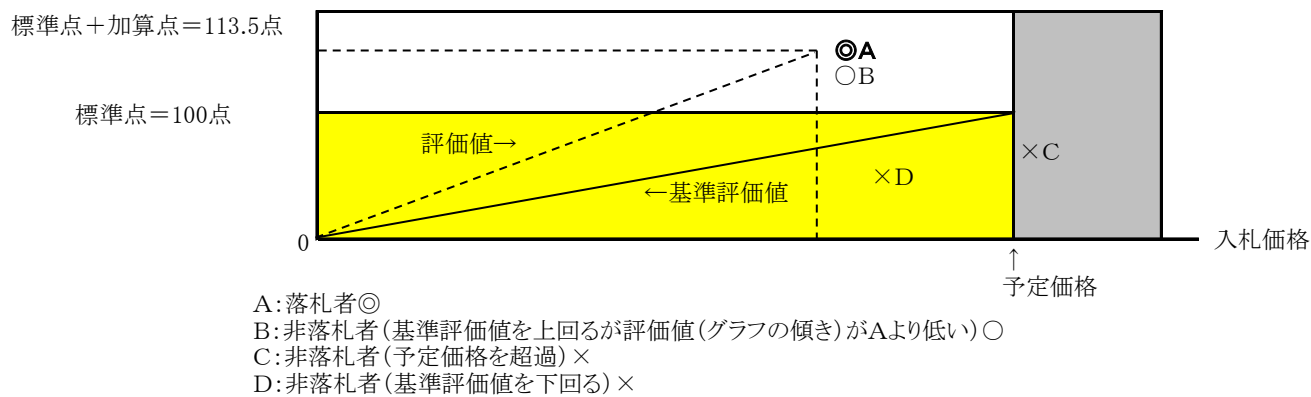 標準点+加算点=113.5点
◎A
○B
標準点=100点
評価値→
×C
×D
←基準評価値
0
入札価格
↑
予定価格
A:落札者◎
B:非落札者(基準評価値を上回るが評価値(グラフの傾き)がAより低い)○
C:非落札者(予定価格を超過)×
D:非落札者(基準評価値を下回る)×